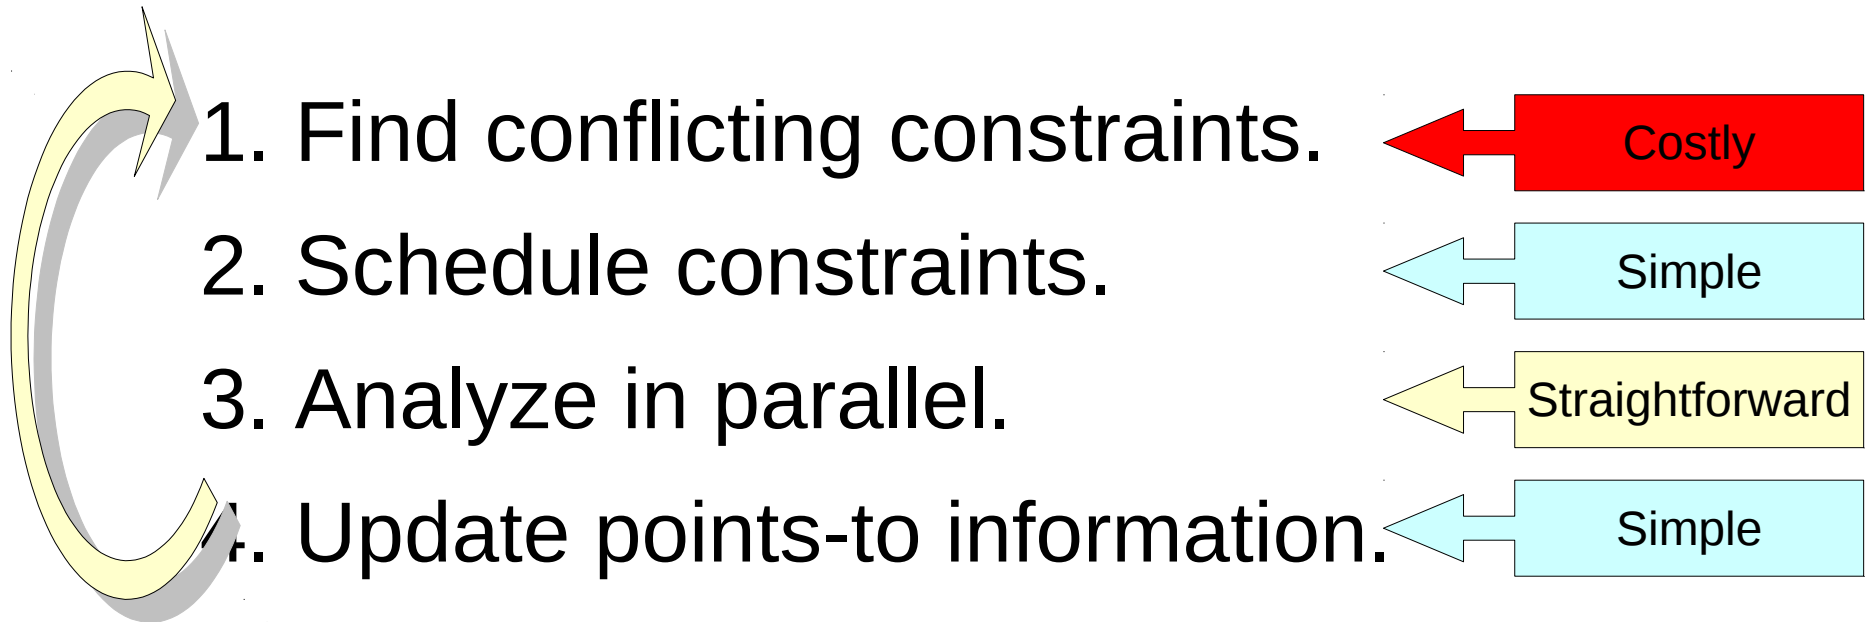 1. Find conflicting constraints.
Costly
2. Schedule constraints.
Simple
3. Analyze in parallel.
Straightforward
4. Update points-to information.
Simple